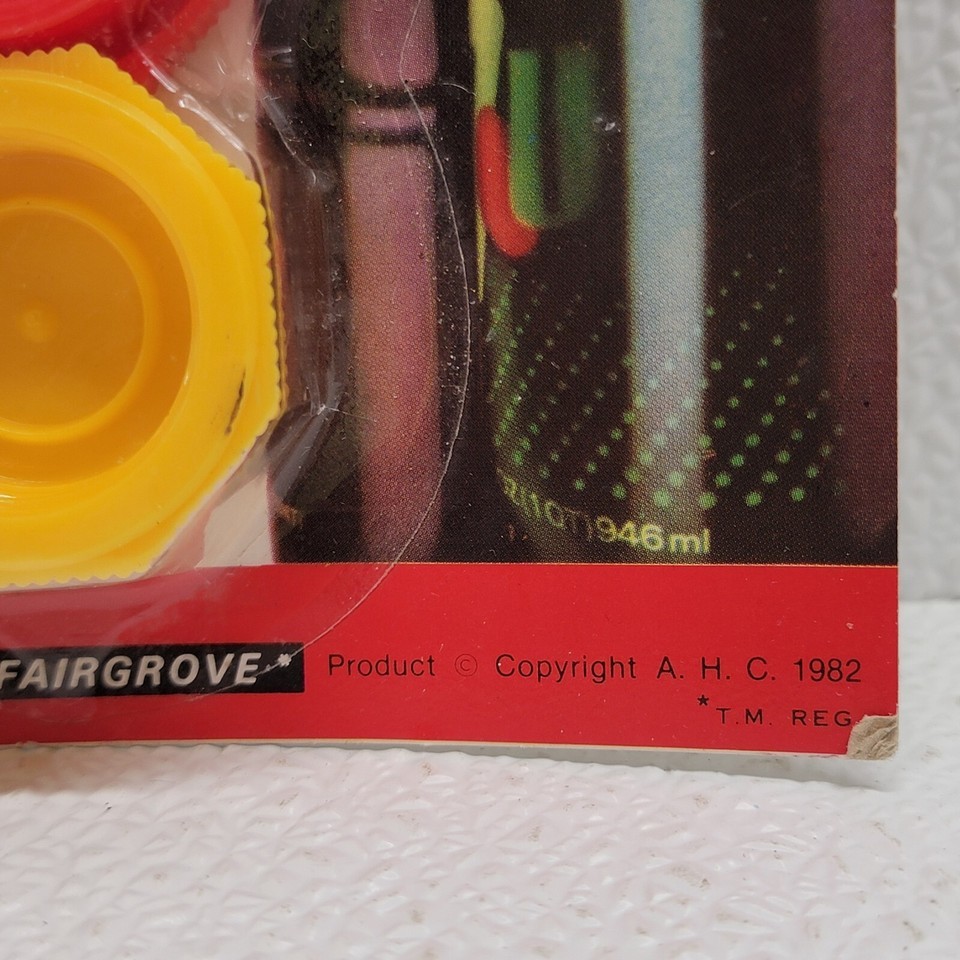 946ml
FAIRGROVE* Product © Copyright A. H. C. 1982
*T.M. REG